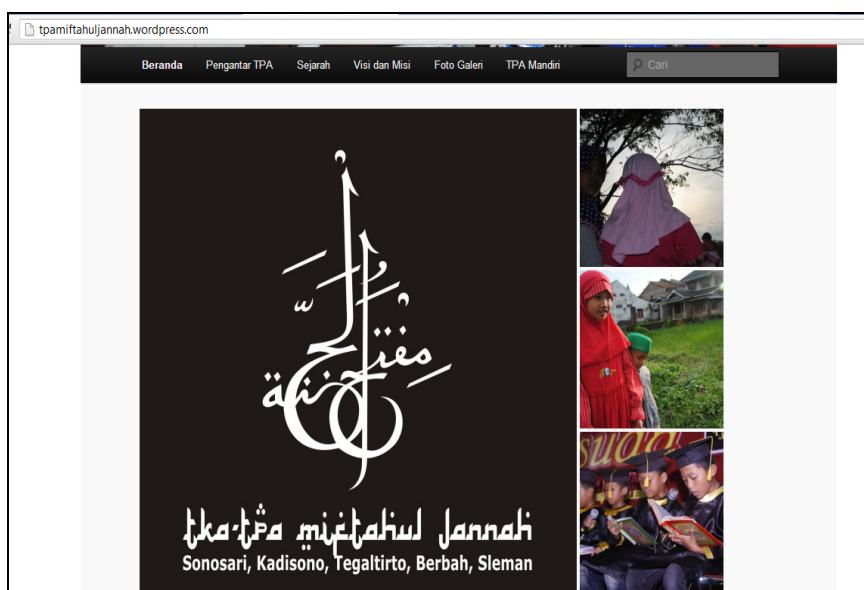 tpamiftahuljannah.wordpress.com
Beranda Pengantar TPA Sejarah Visi dan Misi Foto Galeri TPA Mandiri Cari
tka-tpa miftahul jannah
Sonosari, Kadisono, Tegaltirto, Berbah, Sleman